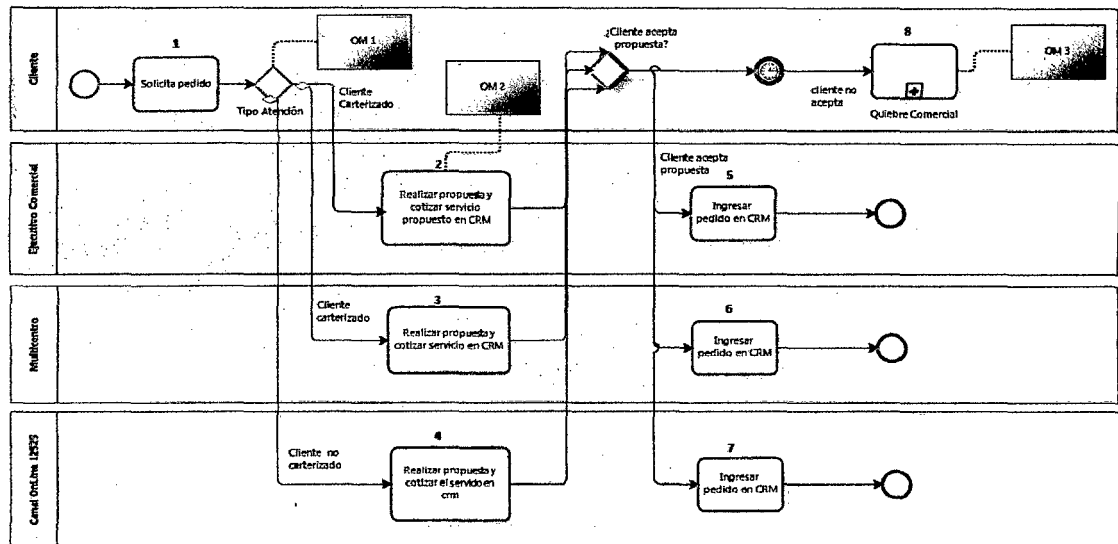 Cliente
1
Solicita pedido
Tipo Atención
OM 1
Cliente
Carterizado
OM 2
¿Cliente acepta
propuesta?
cliente no
acepta
8
Quiebre Comercial
OM 3
Ejecutivo Comercial
2
Realizar propuesta y
cotizar servicio
propuesto en CRM
Cliente acepta
propuesta
5
Ingresar
pedido en CRM
Multicentro
Cliente
carterizado
3
Realizar propuesta y
cotizar servicio en CRM
6
Ingresar
pedido en CRM
Canal OnLine
Cliente no
carterizado
4
Realizar propuesta y
cotizar el servicio en
crm
7
Ingresar
pedido en CRM